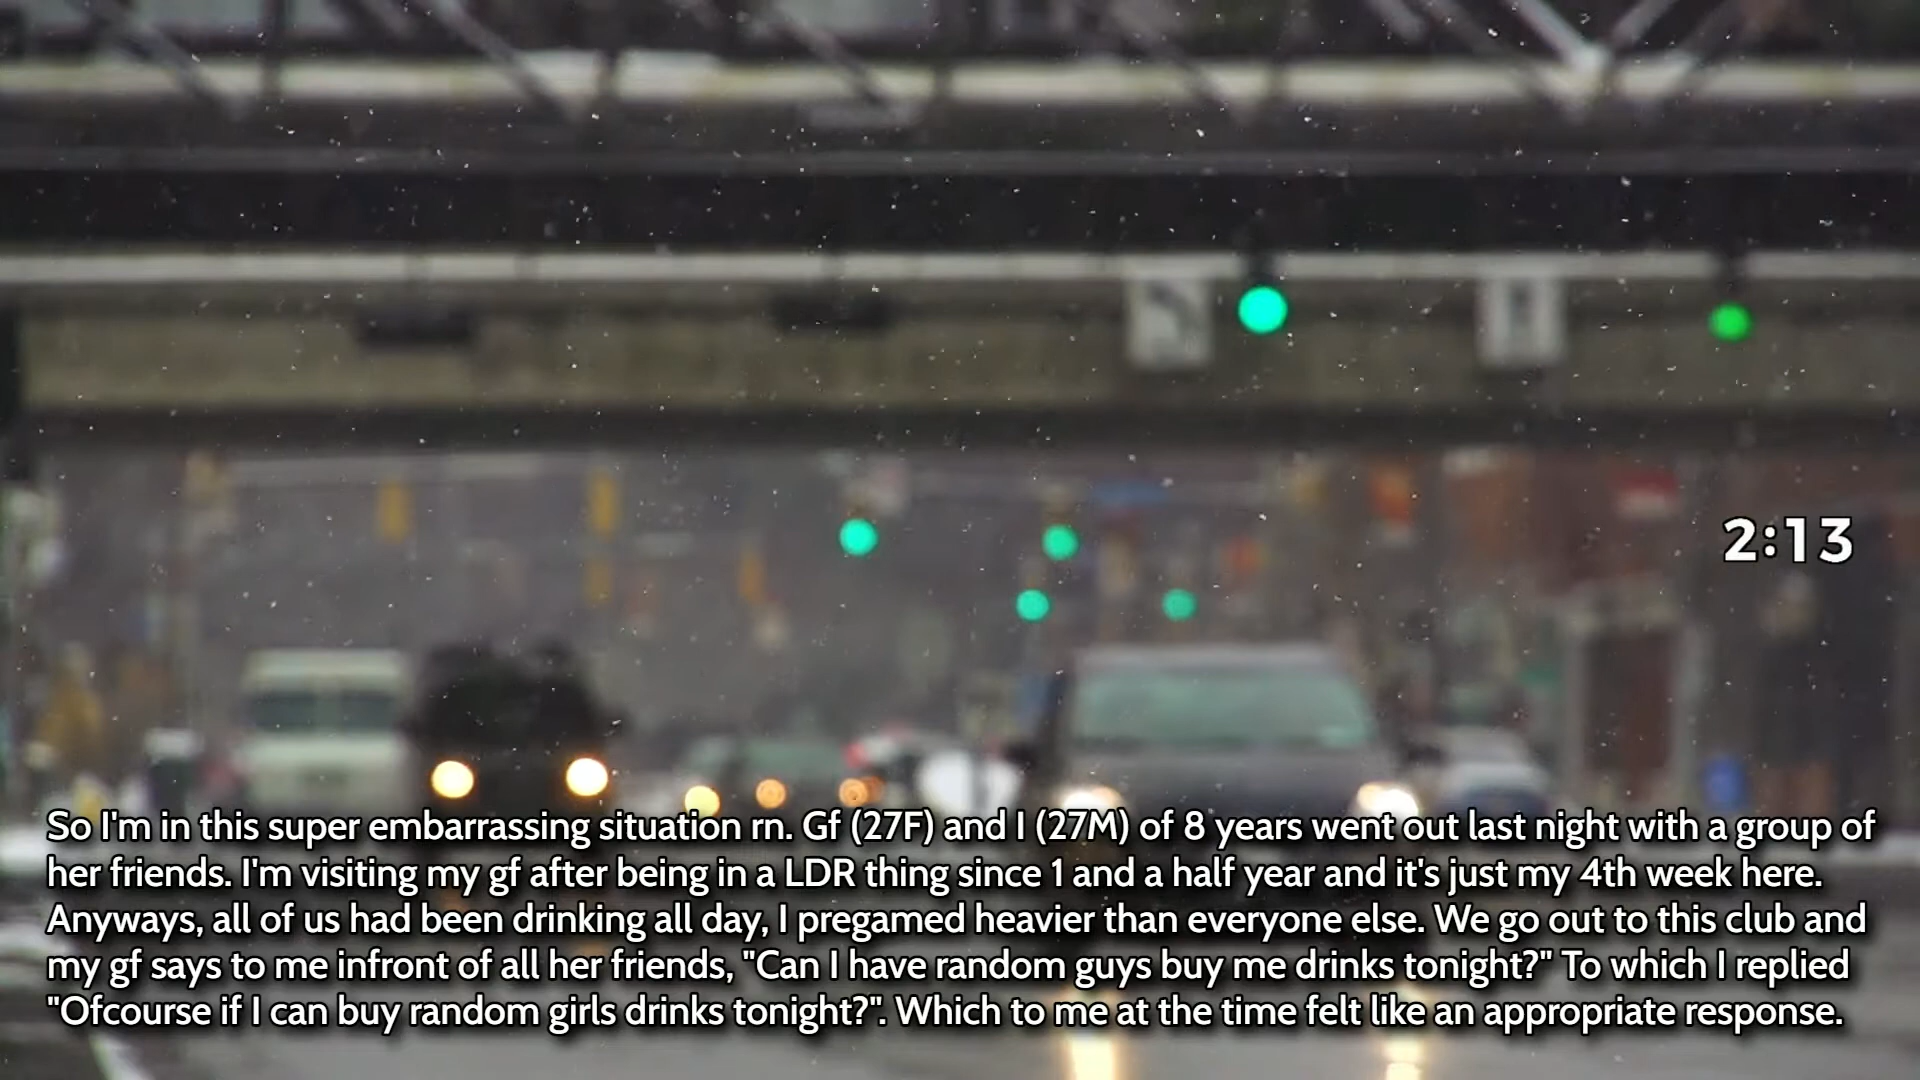 2:13
So I'm in this super embarrassing situation rn. Gf (27F) and I (27M) of 8 years went out last night with a group of
her friends. I'm visiting my gf after being in a LDR thing since 1 and a half year and it's just my 4th week here.
Anyways, all of us had been drinking all day, I pregamed heavier than everyone else. We go out to this club and
my gf says to me infront of all her friends, "Can I have random guys buy me drinks tonight?" To which I replied
"Ofcourse if I can buy random girls drinks tonight?". Which to me at the time felt like an appropriate response.